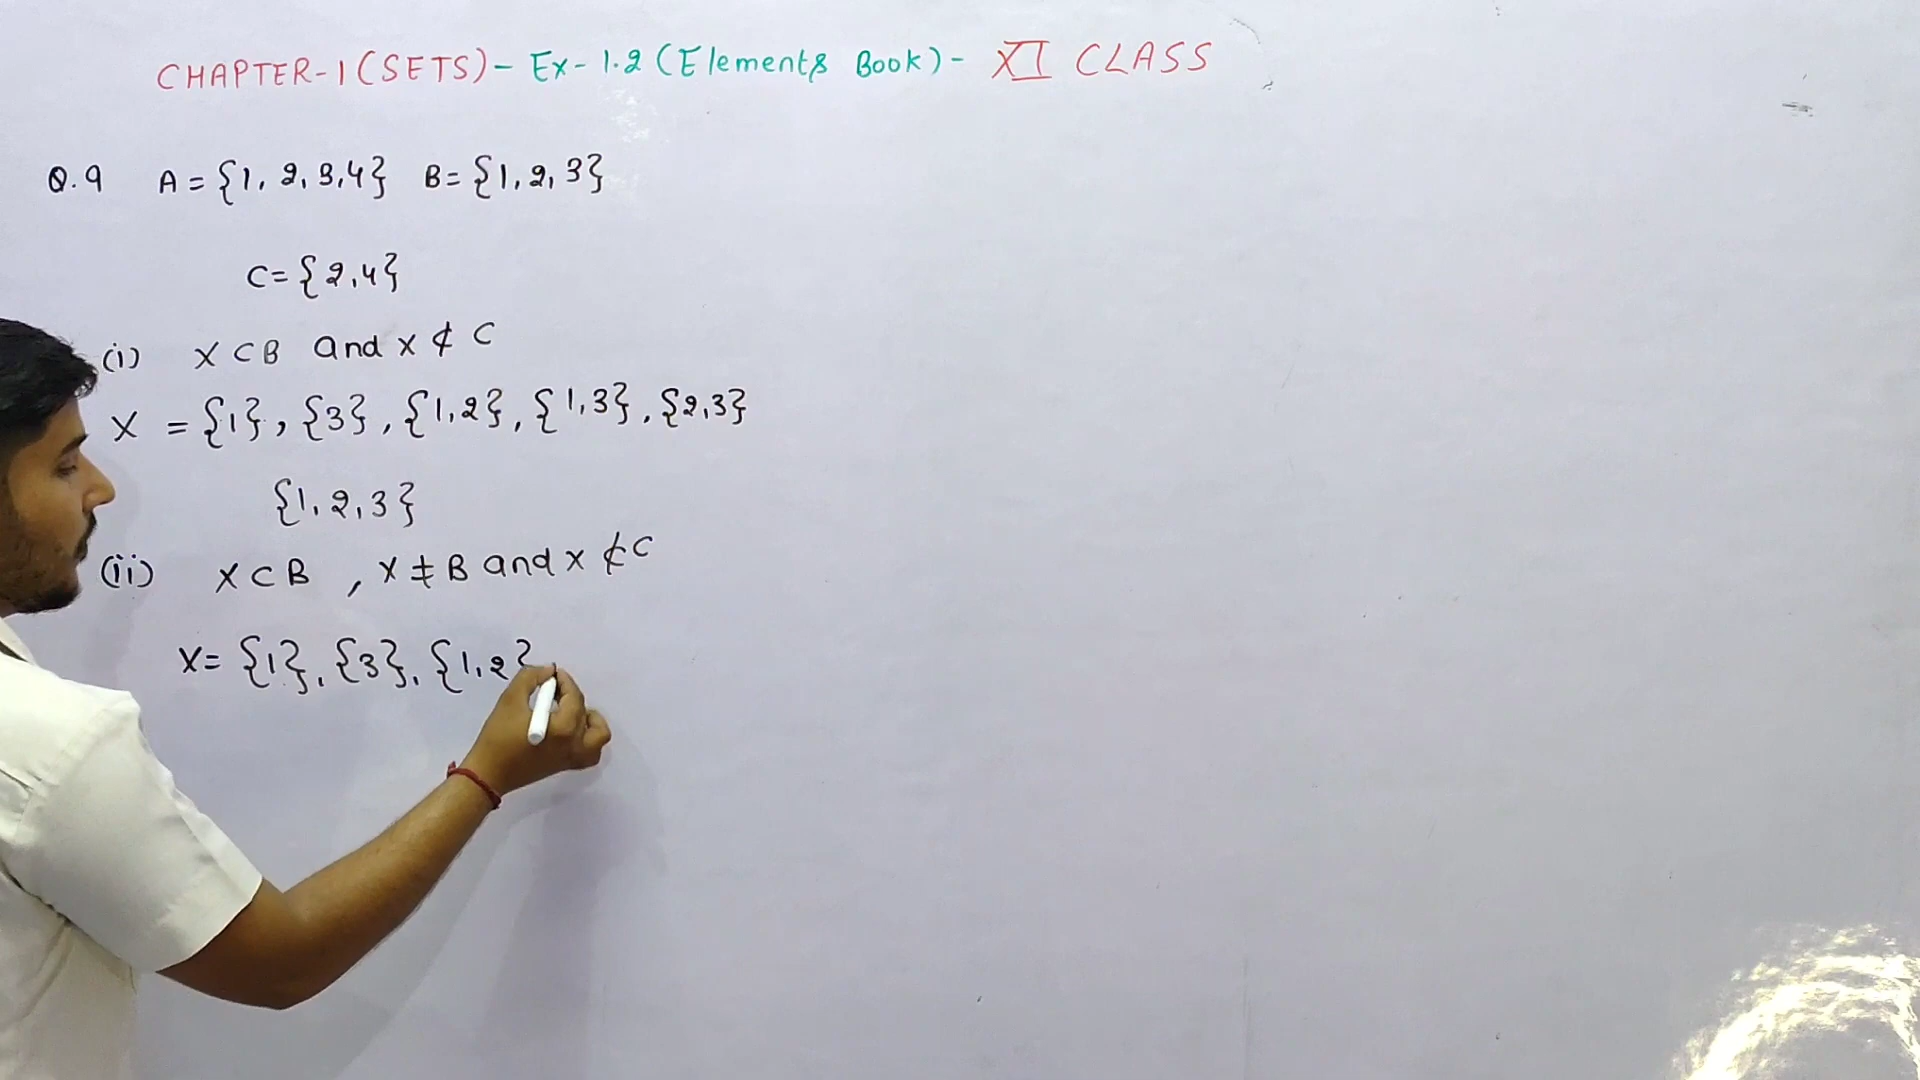 CHAPTER-1(SETS)- Ex-1.2 (Elements Book)- XI CLASS
Q.9 A={1, 2, 3,4} B={1,2,3}
C={2,4}
(i) X⊂B and X ⊄ C
X = {1}, {3}, {1,2}, {1,3}, {2,3}
{1,2,3}
(ii) X⊂B , X≠B and X ⊄ C
X= {1}, {3}, {1,2}